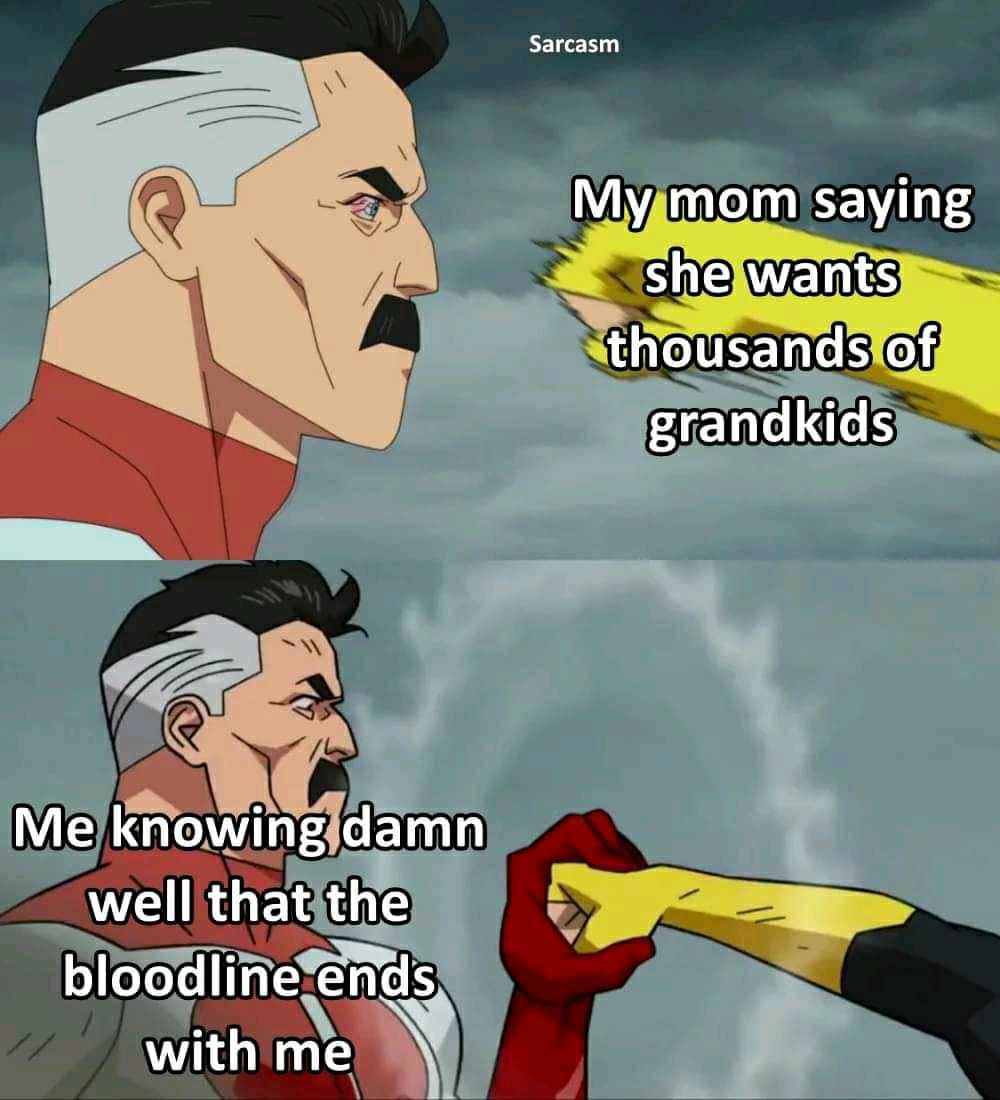 Sarcasm
My mom saying
she wants
thousands of
grandkids
Me knowing damn
well that the
bloodline ends
with me